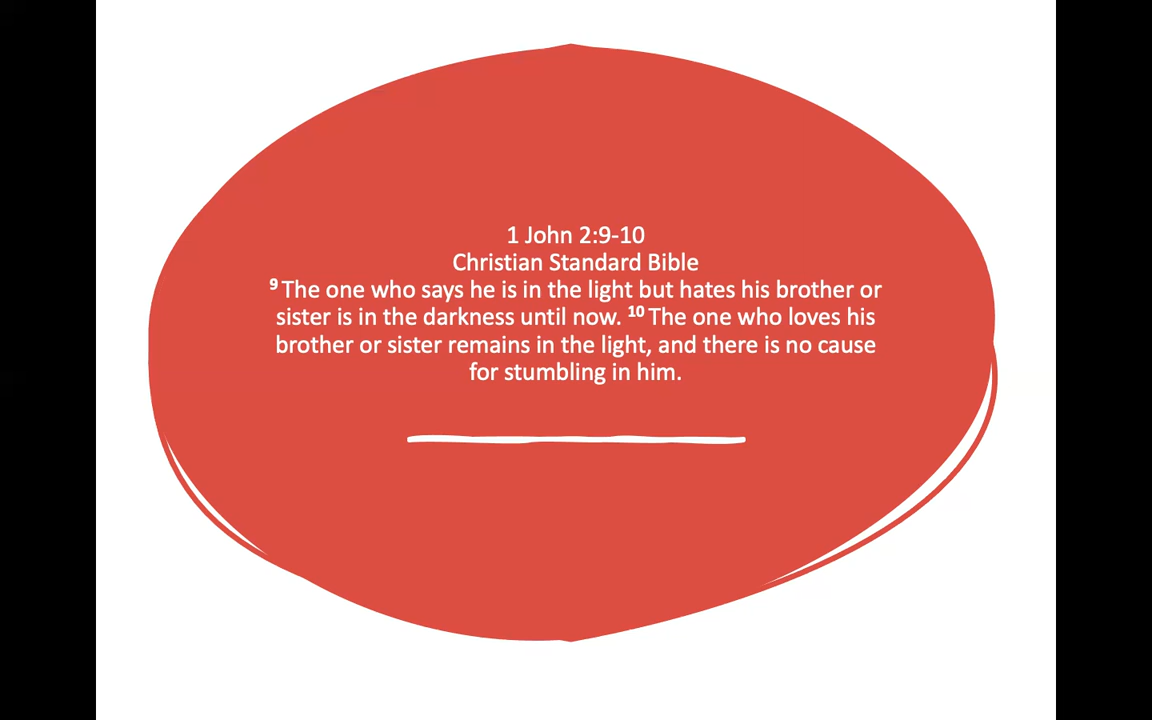 1 John 2:9-10
Christian Standard Bible
⁹ The one who says he is in the light but hates his brother or
sister is in the darkness until now. ¹⁰ The one who loves his
brother or sister remains in the light, and there is no cause
for stumbling in him.